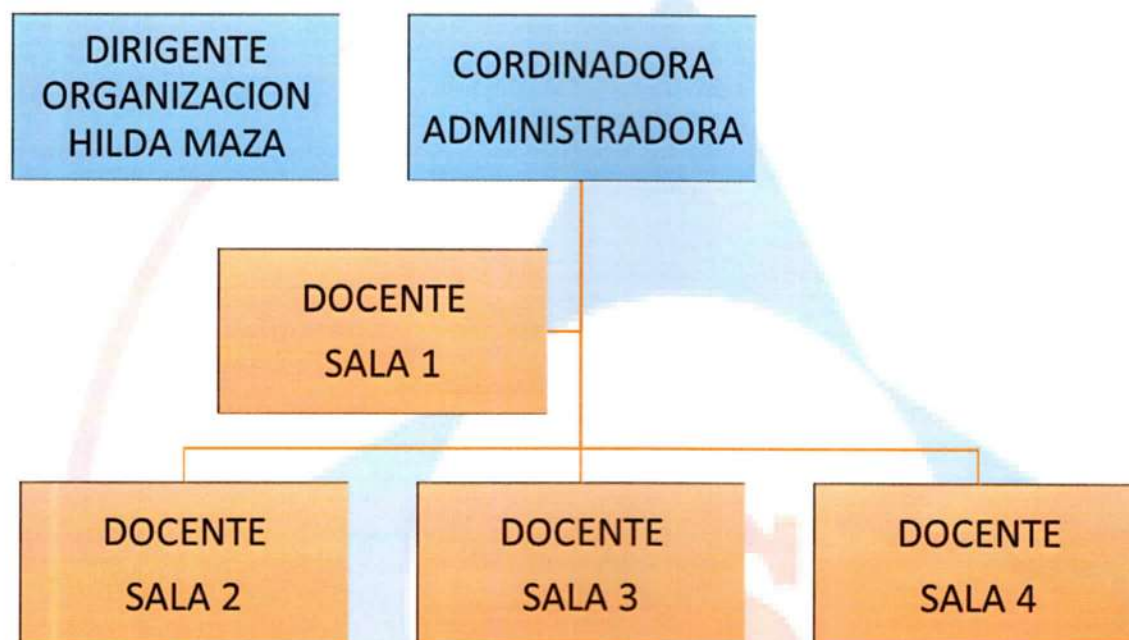 DIRIGENTE
ORGANIZACION
HILDA MAZA
CORDINADORA
ADMINISTRADORA
DOCENTE
SALA 1
DOCENTE
SALA 2
DOCENTE
SALA 3
DOCENTE
SALA 4